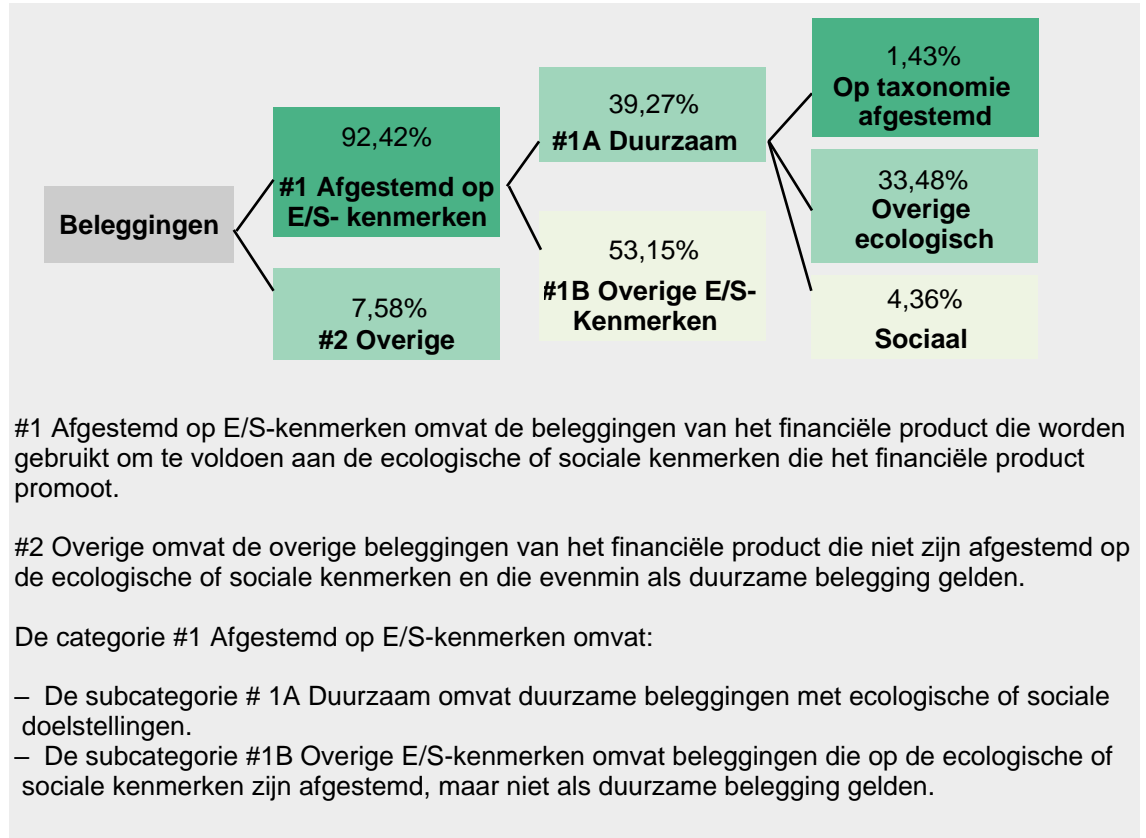 Beleggingen
92,42%
#1 Afgestemd op
E/S- kenmerken
7,58%
#2 Overige
39,27%
#1A Duurzaam
53,15%
#1B Overige E/S-
Kenmerken
1,43%
Op taxonomie
afgestemd
33,48%
Overige
ecologisch
4,36%
Sociaal
#1 Afgestemd op E/S-kenmerken omvat de beleggingen van het financiële product die worden
gebruikt om te voldoen aan de ecologische of sociale kenmerken die het financiële product
promoot.
#2 Overige omvat de overige beleggingen van het financiële product die niet zijn afgestemd op
de ecologische of sociale kenmerken en die evenmin als duurzame belegging gelden.
De categorie #1 Afgestemd op E/S-kenmerken omvat:
– De subcategorie # 1A Duurzaam omvat duurzame beleggingen met ecologische of sociale
doelstellingen.
– De subcategorie #1B Overige E/S-kenmerken omvat beleggingen die op de ecologische of
sociale kenmerken zijn afgestemd, maar niet als duurzame belegging gelden.